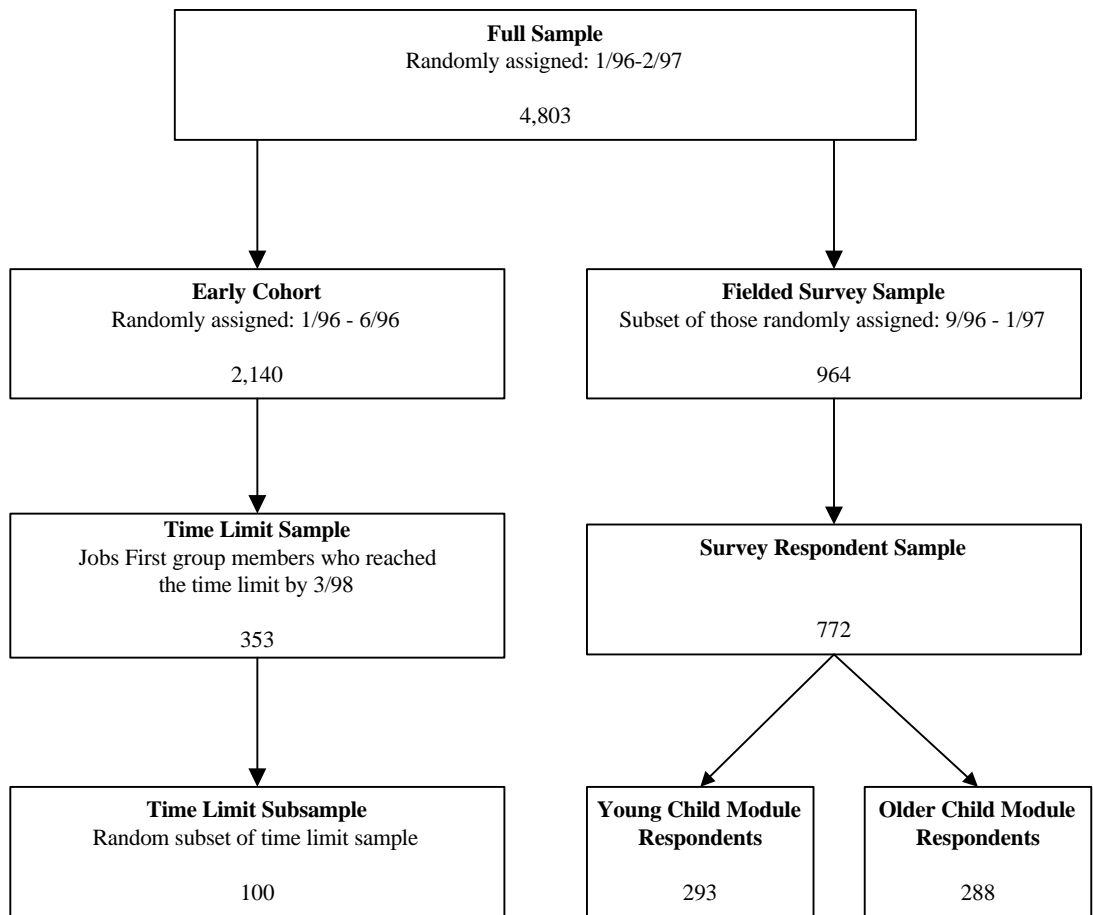 Full Sample
Randomly assigned: 1/96-2/97
4,803
Early Cohort
Randomly assigned: 1/96 - 6/96
2,140
Fielded Survey Sample
Subset of those randomly assigned: 9/96 - 1/97
964
Time Limit Sample
Jobs First group members who reached
the time limit by 3/98
353
Survey Respondent Sample
772
Time Limit Subsample
Random subset of time limit sample
100
Young Child Module
Respondents
293
Older Child Module
Respondents
288